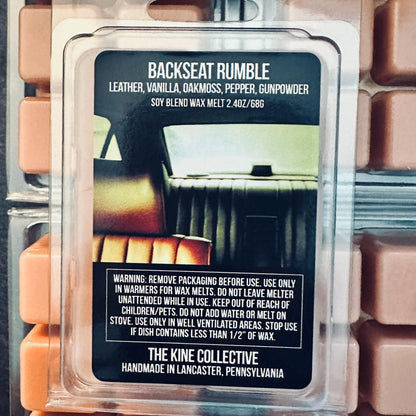 BACKSEAT RUMBLE
LEATHER, VANILLA, OAKMOSS, PEPPER, GUNPOWDER
SOY BLEND WAX MELT 2.4OZ/68G
WARNING: REMOVE PACKAGING BEFORE USE. USE ONLY
IN WARMERS FOR WAX MELTS. DO NOT LEAVE MELTER
UNATTENDED WHILE IN USE. KEEP OUT OF REACH OF
CHILDREN/PETS. DO NOT ADD WATER OR MELT ON
STOVE. USE ONLY IN WELL VENTILATED AREAS. STOP USE
IF DISH CONTAINS LESS THAN 1/2" OF WAX.
THE KINE COLLECTIVE
HANDMADE IN LANCASTER, PENNSYLVANIA